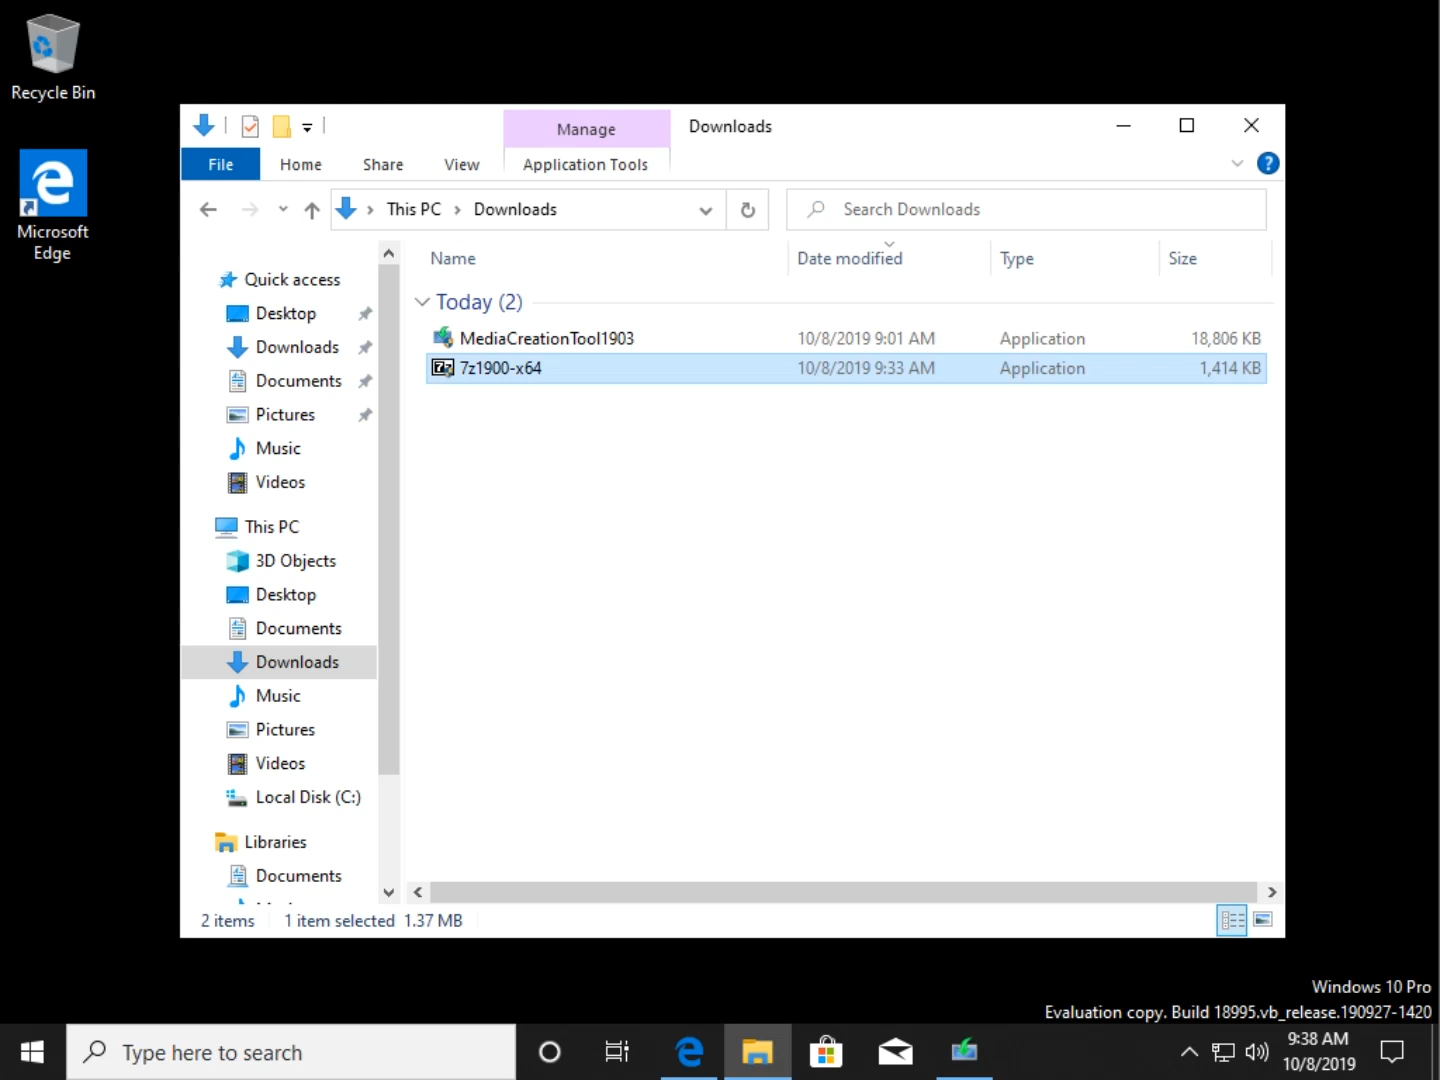 Recycle Bin
Microsoft
Edge
Manage
Downloads
File
Home
Share
View
Application Tools
This PC
Downloads
Search Downloads
Name
Date modified
Type
Size
Today (2)
MediaCreationTool1903
10/8/2019 9:01 AM
Application
18,806 KB
7z1900-x64
10/8/2019 9:33 AM
Application
1,414 KB
Quick access
Desktop
Downloads
Documents
Pictures
Music
Videos
This PC
3D Objects
Desktop
Documents
Downloads
Music
Pictures
Videos
Local Disk (C:)
Libraries
Documents
2 items
1 item selected 1.37 MB
Windows 10 Pro
Evaluation copy. Build 18995.vb_release.190927-1420
Type here to search
9:38 AM
10/8/2019